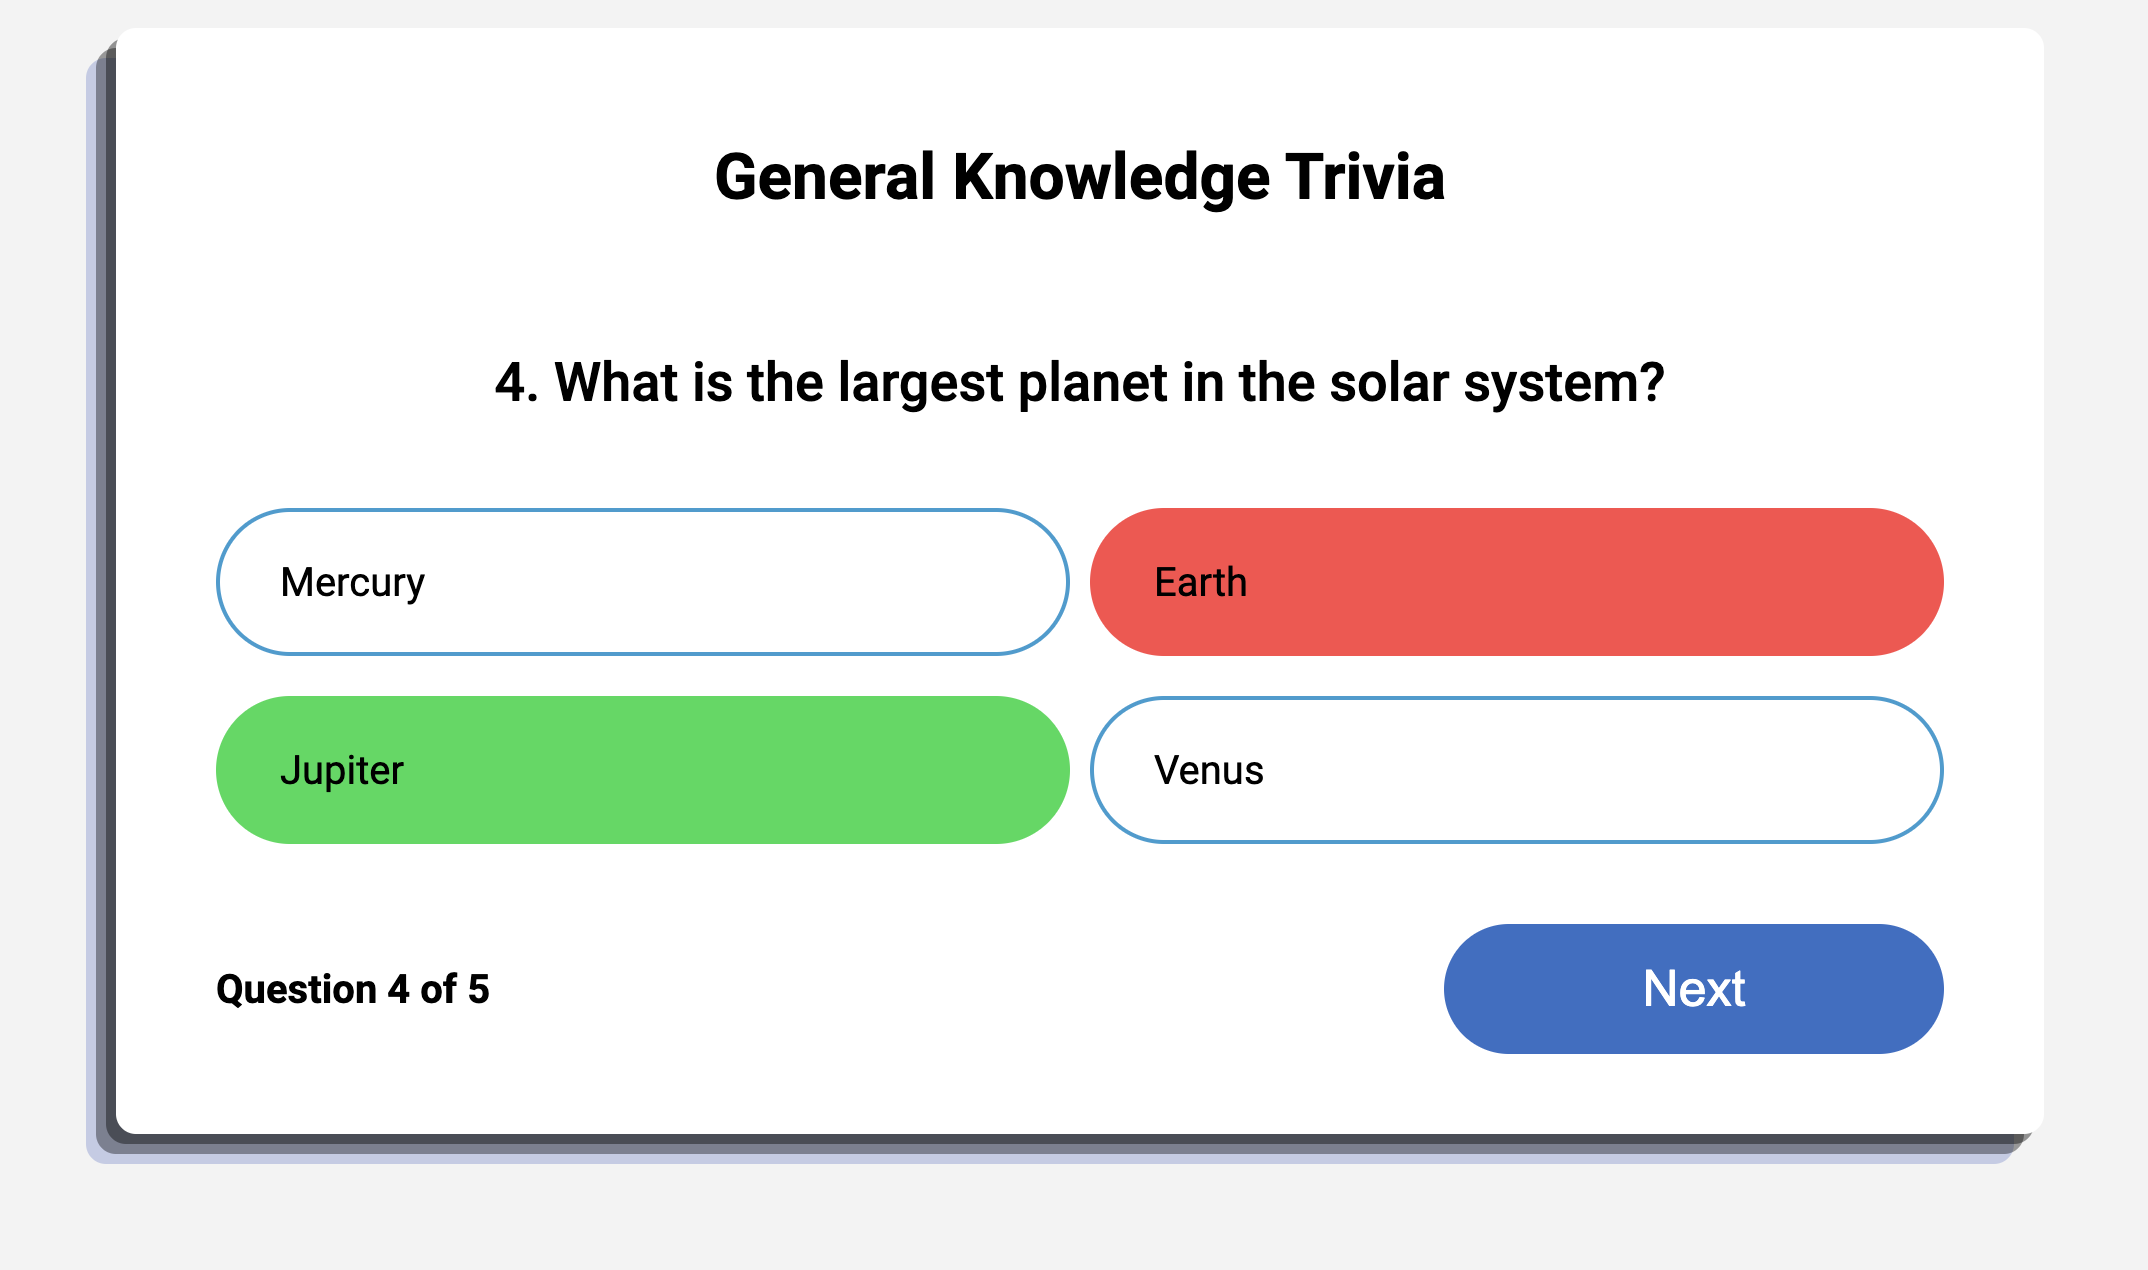 General Knowledge Trivia
4. What is the largest planet in the solar system?
Mercury
Earth
Jupiter
Venus
Question 4 of 5
Next